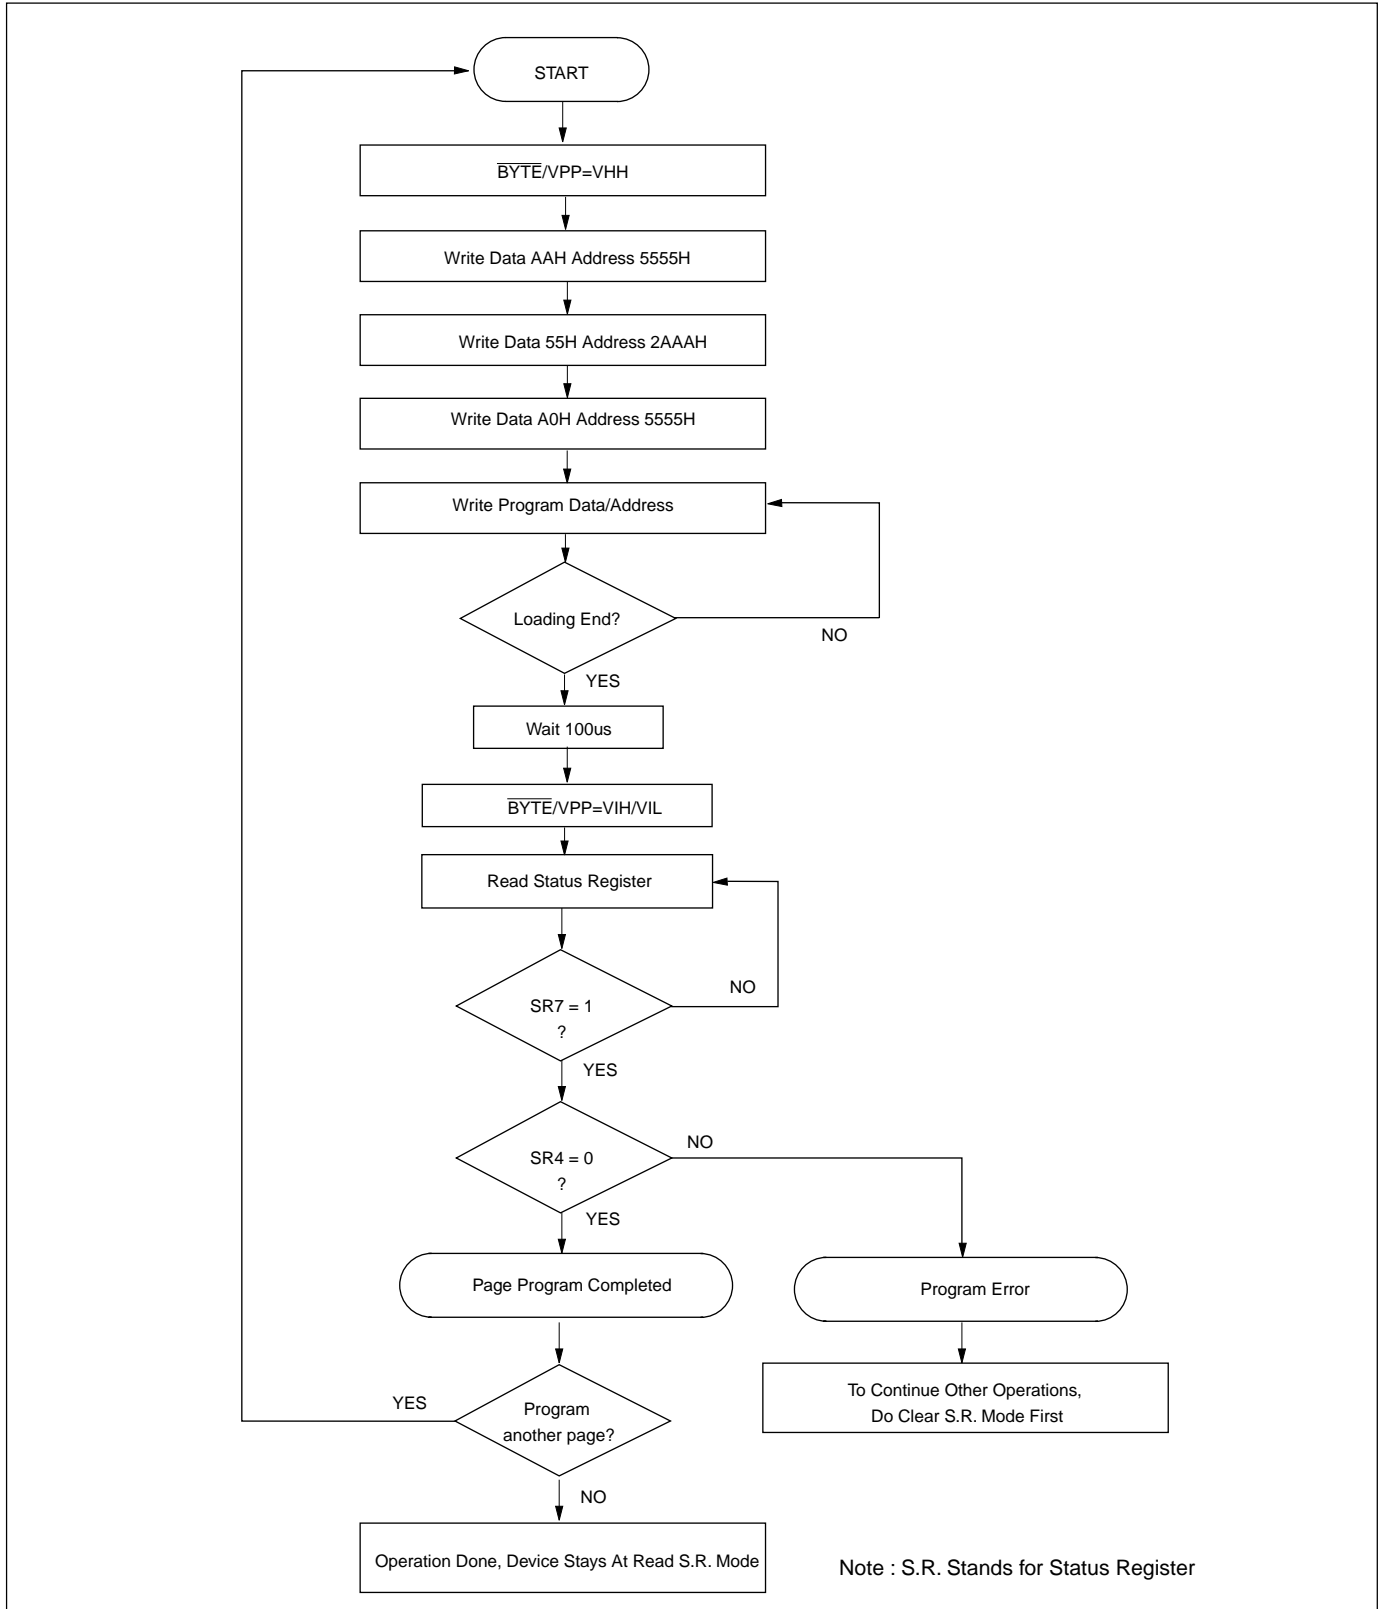 START
BYTE/VPP=VHH
Write Data AAH Address 5555H
Write Data 55H Address 2AAAH
Write Data A0H Address 5555H
Write Program Data/Address
Loading End?
NO
YES
Wait 100us
BYTE/VPP=VIH/VIL
Read Status Register
NO
SR7 = 1
?
YES
NO
SR4 = 0
?
YES
Page Program Completed
Program Error
To Continue Other Operations,
Do Clear S.R. Mode First
YES
Program
another page?
NO
Operation Done, Device Stays At Read S.R. Mode
Note : S.R. Stands for Status Register